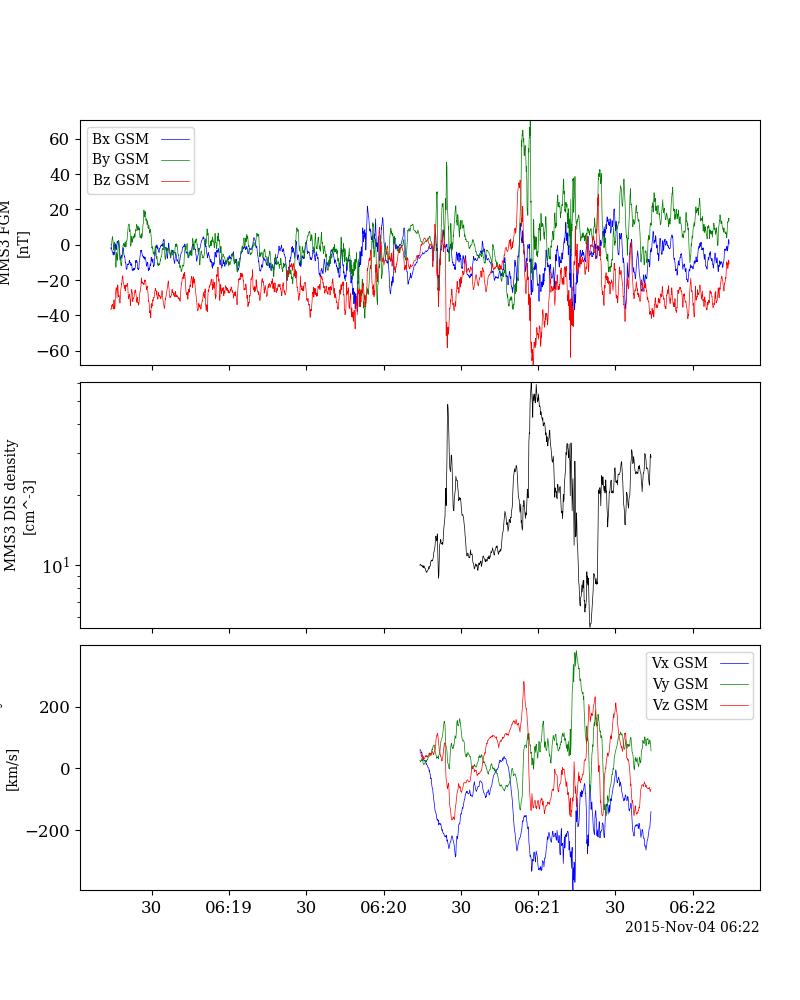 MMS3 FGM
[nT]
60
40
20
0
−20
−40
−60
Bx GSM
By GSM
Bz GSM
MMS3 DIS density
[cm^-3]
10^1
[km/s]
200
0
−200
Vx GSM
Vy GSM
Vz GSM
30 06:19 30 06:20 30 06:21 30 06:22
2015-Nov-04 06:22